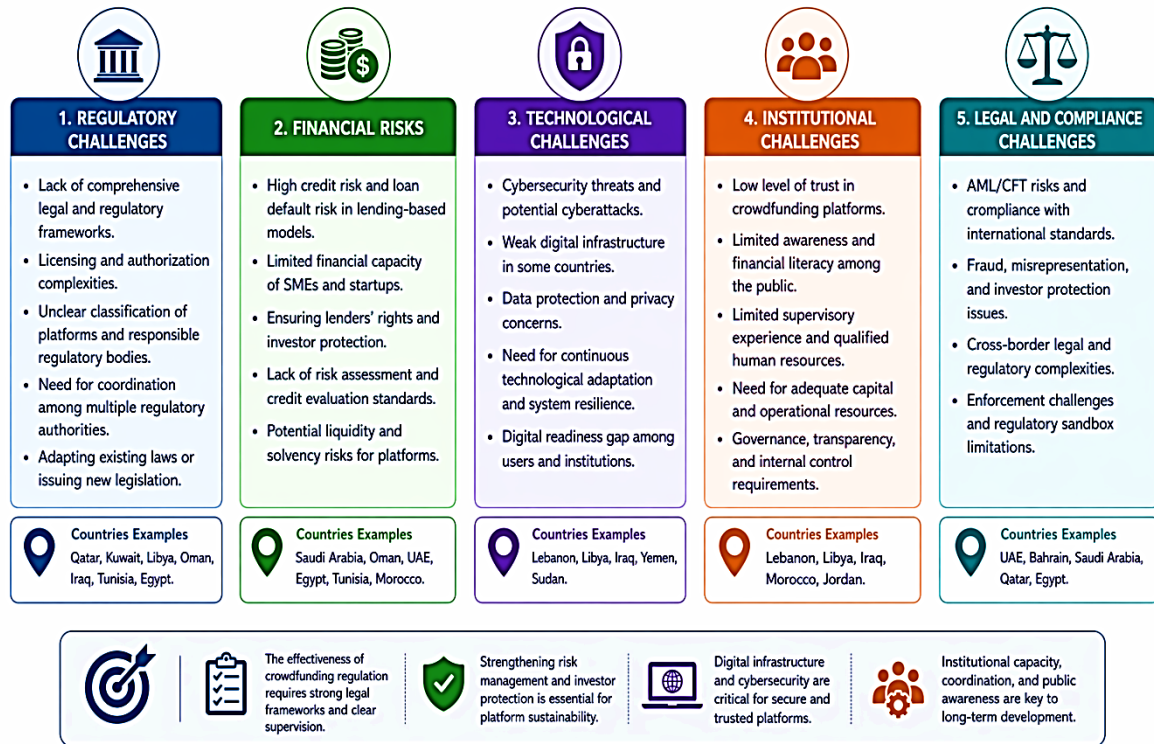 1. REGULATORY
CHALLENGES
• Lack of comprehensive
legal and regulatory
frameworks.
• Licensing and authorization
complexities.
• Unclear classification of
platforms and responsible
regulatory bodies.
• Need for coordination
among multiple regulatory
authorities.
• Adapting existing laws or
issuing new legislation.
Countries Examples
Qatar, Kuwait, Libya, Oman,
Iraq, Tunisia, Egypt.
$
2. FINANCIAL RISKS
• High credit risk and loan
default risk in lending-based
models.
• Limited financial capacity
of SMEs and startups.
• Ensuring lenders' rights and
investor protection.
• Lack of risk assessment and
credit evaluation standards.
• Potential liquidity and
solvency risks for platforms.
Countries Examples
Saudi Arabia, Oman, UAE,
Egypt, Tunisia, Morocco.
3. TECHNOLOGICAL
CHALLENGES
• Cybersecurity threats and
potential cyberattacks.
• Weak digital infrastructure
in some countries.
• Data protection and privacy
concerns.
• Need for continuous
technological adaptation
and system resilience.
• Digital readiness gap among
users and institutions.
Countries Examples
Lebanon, Libya, Iraq, Yemen,
Sudan.
4. INSTITUTIONAL
CHALLENGES
• Low level of trust in
crowdfunding platforms.
• Limited awareness and
financial literacy among
the public.
• Limited supervisory
experience and qualified
human resources.
• Need for adequate capital
and operational resources.
• Governance, transparency,
and internal control
requirements.
Countries Examples
Lebanon, Libya, Iraq,
Morocco, Jordan.
5. LEGAL AND COMPLIANCE
CHALLENGES
• AML/CFT risks and
crompliance with
international standards.
• Fraud, misrepresentation,
and investor protection
issues.
• Cross-border legal and
regulatory complexities.
• Enforcement challenges
and regulatory sandbox
limitations.
Countries Examples
UAE, Bahrain, Saudi Arabia,
Qatar, Egypt.
The effectiveness of
crowdfunding regulation
requires strong legal
frameworks and clear
supervision.
Strengthening risk
management and investor
protection is essential for
platform sustainability.
Digital infrastructure
and cybersecurity are
critical for secure and
trusted platforms.
Institutional capacity,
coordination, and public
awareness are key to
long-term development.